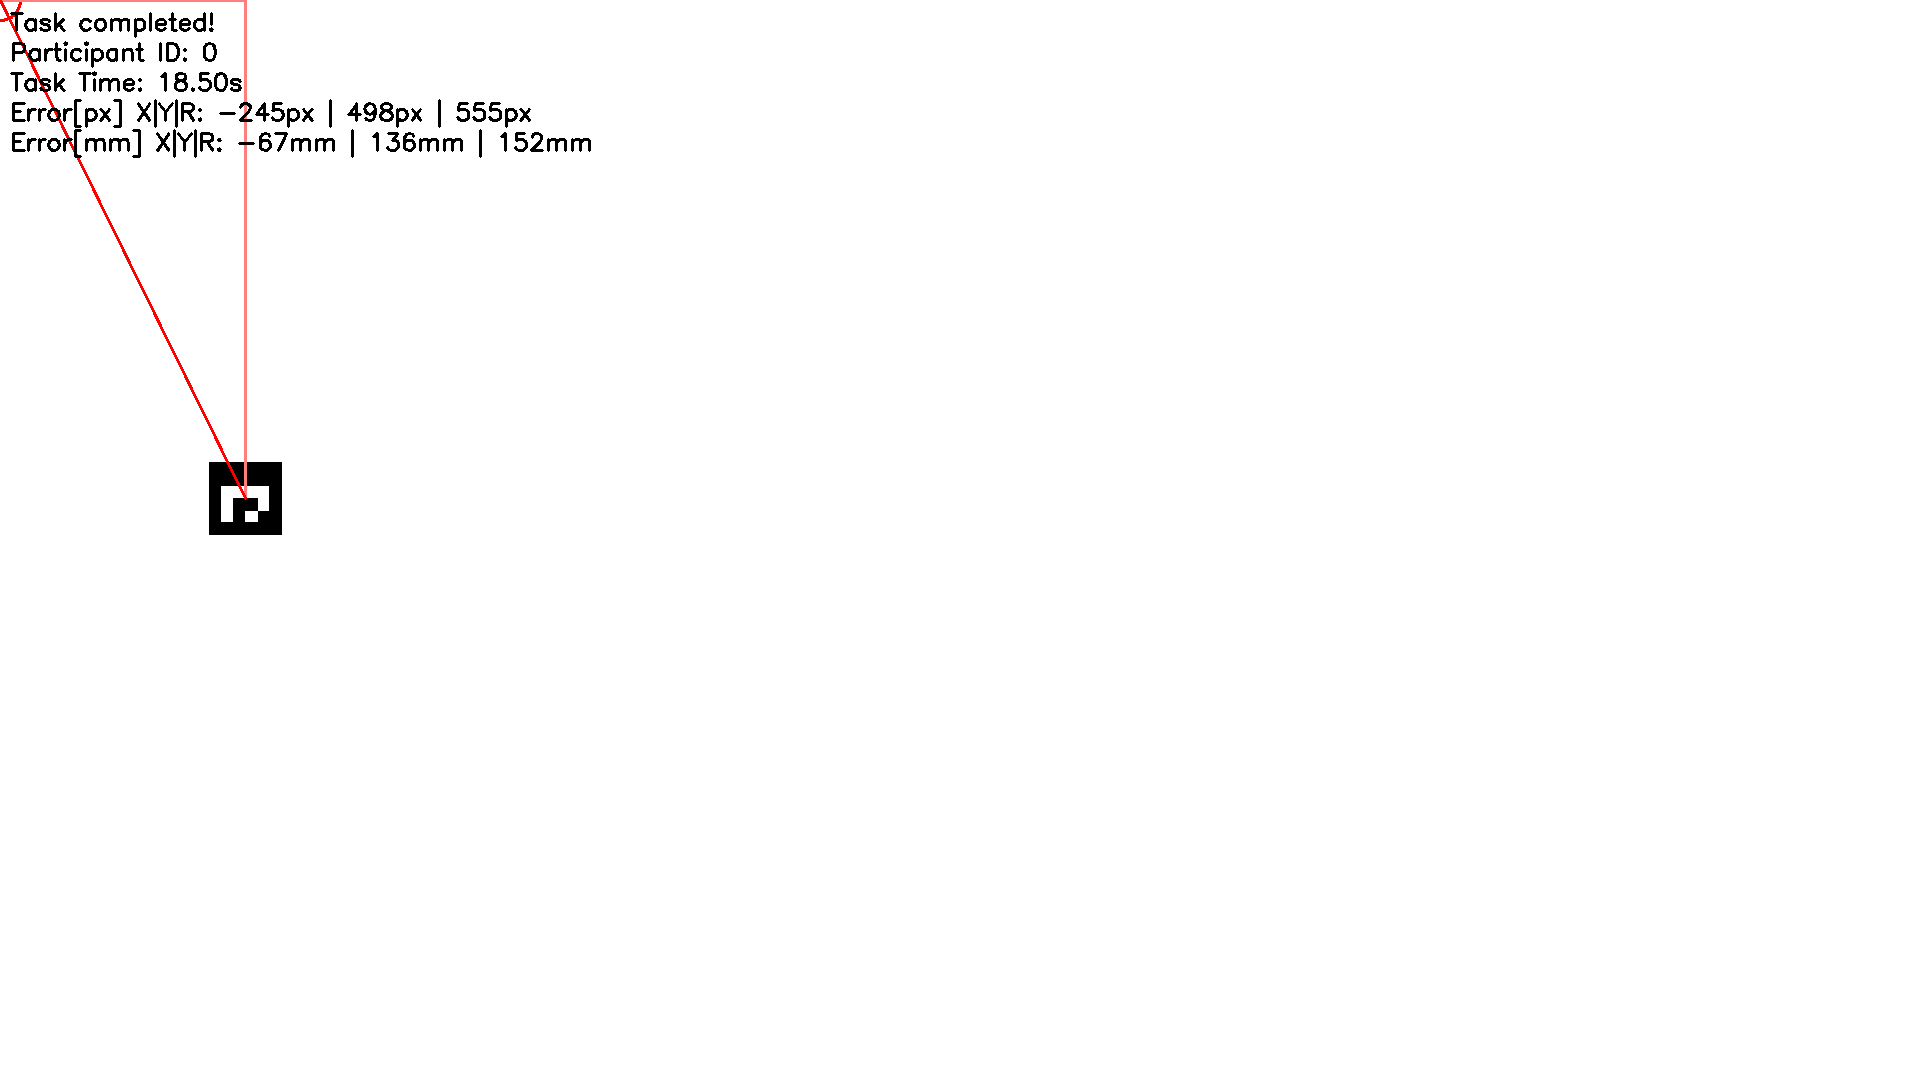 Task completed!
Participant ID: 0
Task Time: 18.50s
Error[px] X|Y|R: -245px | 498px | 555px
Error[mm] X|Y|R: -67mm | 136mm | 152mm